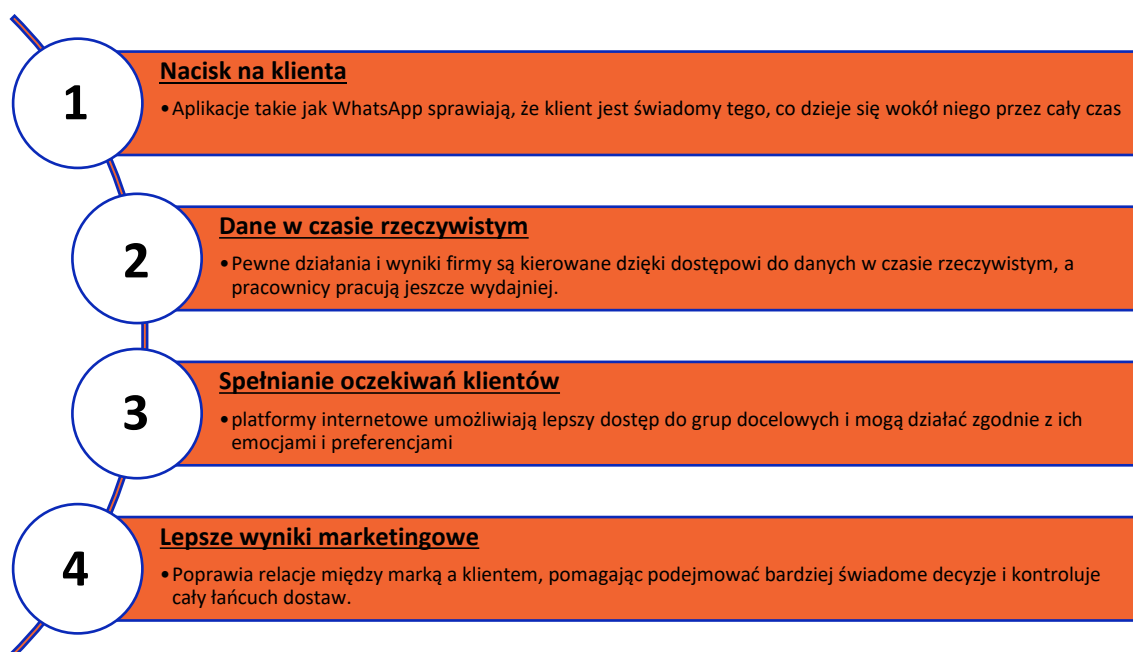 1
Nacisk na klienta
•Aplikacje takie jak WhatsApp sprawiają, że klient jest świadomy tego, co dzieje się wokół niego przez cały czas
2
Dane w czasie rzeczywistym
•Pewne działania i wyniki firmy są kierowane dzięki dostępowi do danych w czasie rzeczywistym, a
pracownicy pracują jeszcze wydajniej.
3
Spełnianie oczekiwań klientów
•platformy internetowe umożliwiają lepszy dostęp do grup docelowych i mogą działać zgodnie z ich
emocjami i preferencjami
4
Lepsze wyniki marketingowe
•Poprawia relacje między marką a klientem, pomagając podejmować bardziej świadome decyzje i kontroluje
cały łańcuch dostaw.